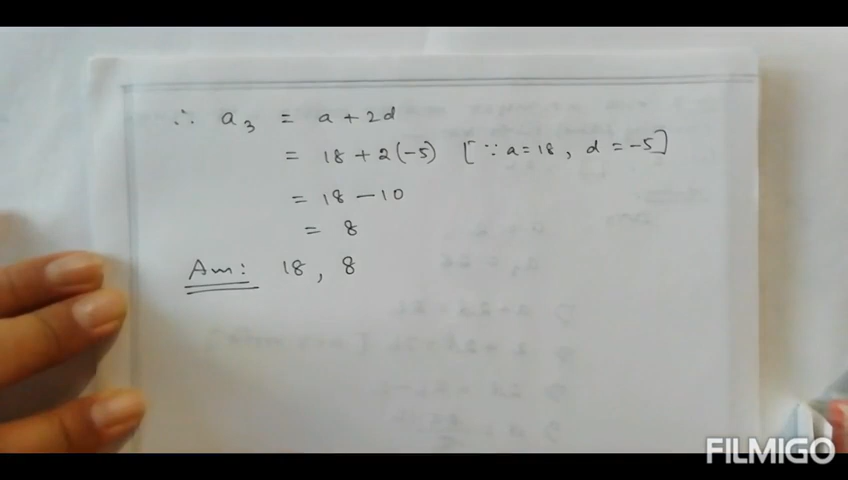 ∴ a₃ = a + 2d
= 18 + 2(-5) [∵ a = 18, d = -5]
= 18 - 10
= 8
Ans: 18, 8
FILMIGO